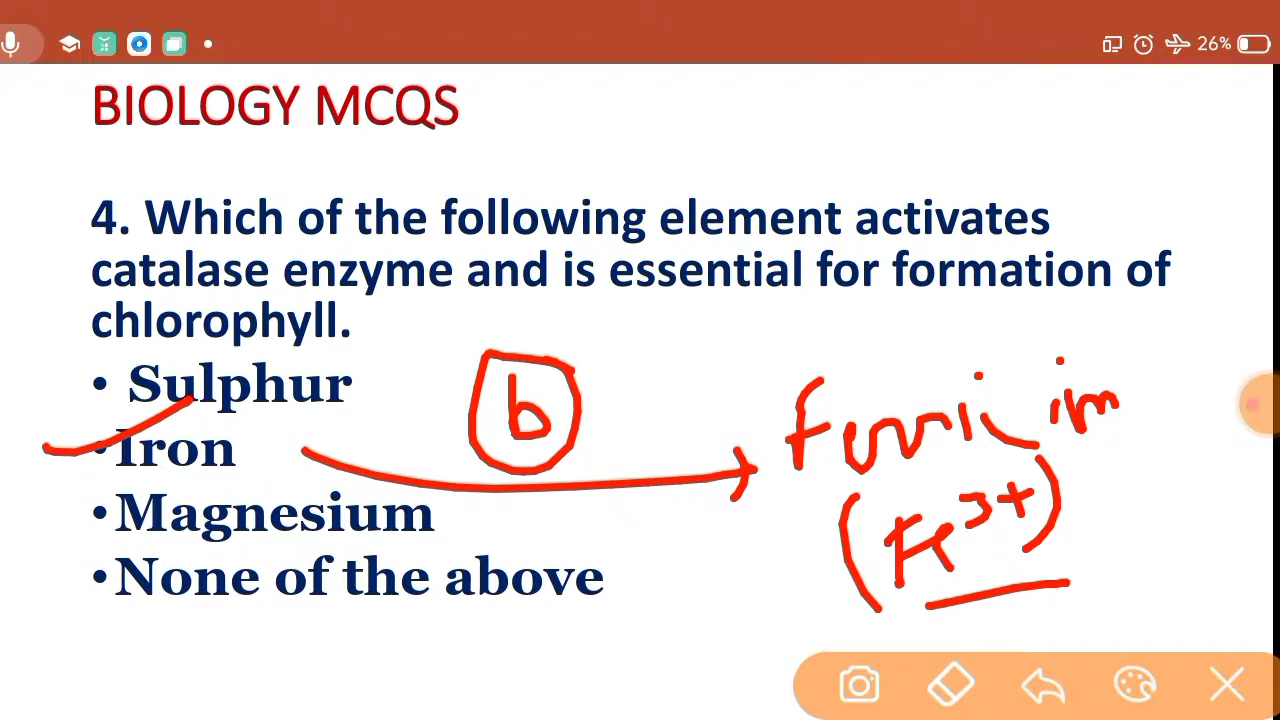 26%
BIOLOGY MCQS
4. Which of the following element activates
catalase enzyme and is essential for formation of
chlorophyll.
• Sulphur
• Iron
• Magnesium
• None of the above
b
(Fe3+)